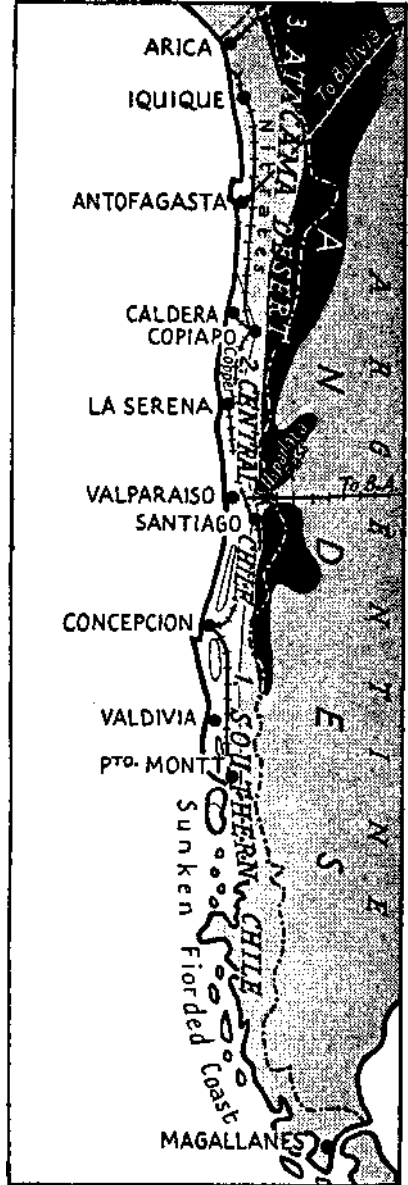 ARICA
IQUIQUE
ANTOFAGASTA
CALDERA
COPIAPO
LA SERENA
VALPARAISO
SANTIAGO
CONCEPCION
VALDIVIA
PTO. MONTT
MAGALLANES
3. ATACAMA DESERT
Nitrates
2. CENTRAL CHILE
1. SOUTHERN CHILE
Sunken Fiorded Coast
To Bolivia
To B.A.
ANDES
ARGENTINE